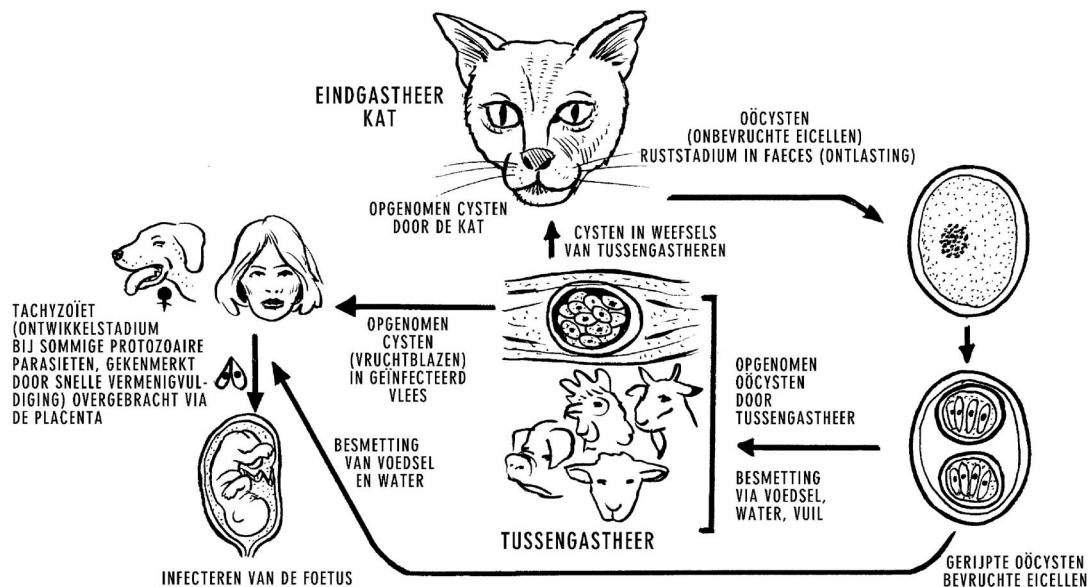 EINDGASTHEER
KAT
OÖCYSTEN
(ONBEVRUCHTE EICELLEN)
RUSTSTADIUM IN FAECES (ONTLASTING)
OPGENOMEN CYSTEN
DOOR DE KAT
CYSTEN IN WEEFSELS
VAN TUSSENGASTHEREN
TACHYZOÏET
(ONTWIKKELSTADIUM
BIJ SOMMIGE PROTOZOAIRE
PARASIETEN, GEKENMERKT
DOOR SNELLE VERMENIGVUL-
DIGING) OVERGEBRACHT VIA
DE PLACENTA
OPGENOMEN
CYSTEN
(VRUCHTBLAZEN)
IN GEÏNFECTEERD
VLEES
OPGENOMEN
OÖCYSTEN
DOOR
TUSSENGASTHEER
BESMETTING
VAN VOEDSEL
EN WATER
BESMETTING
VIA VOEDSEL,
WATER, VUIL
TUSSENGASTHEER
INFECTEREN VAN DE FOETUS
GERIJPTE OÖCYSTEN
BEVRUCHTE EICELLEN